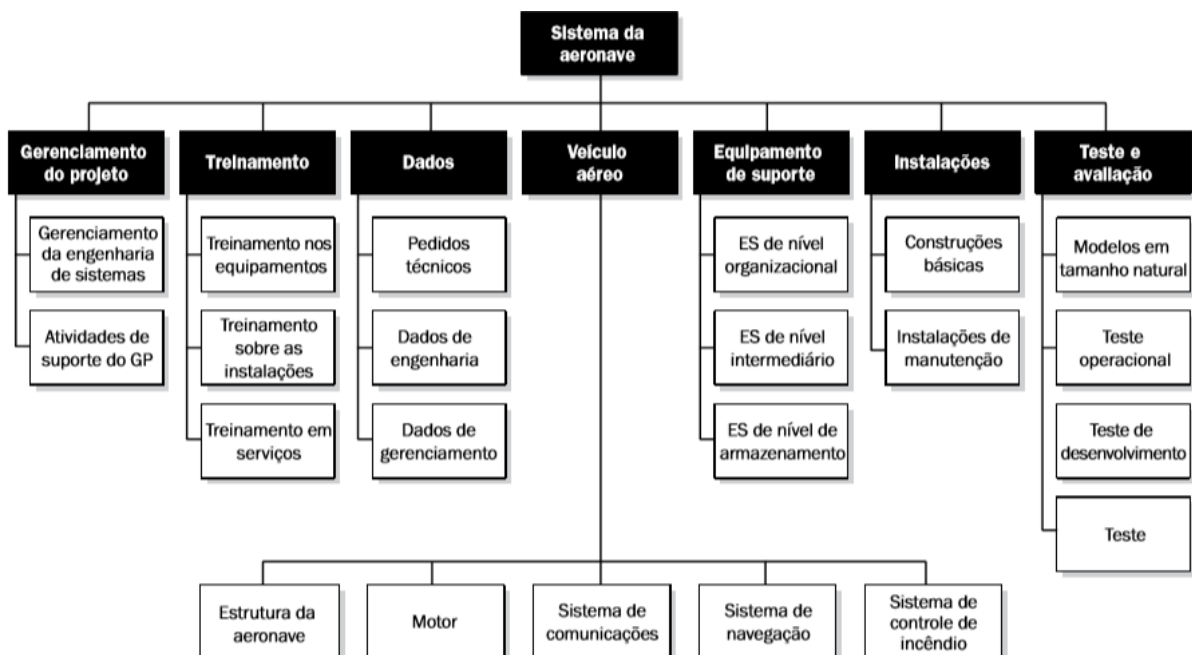 Sistema da
aeronave
Gerenciamento
do projeto
Treinamento
Dados
Veículo
aéreo
Equipamento
de suporte
Instalações
Teste e
avaliação
Gerenciamento
da engenharia
de sistemas
Atividades de
suporte do GP
Treinamento nos
equipamentos
Treinamento
sobre as
instalações
Treinamento em
serviços
Pedidos
técnicos
Dados de
engenharia
Dados de
gerenciamento
ES de nível
organizacional
ES de nível
intermediário
ES de nível de
armazenamento
Construções
básicas
Instalações de
manutenção
Modelos em
tamanho natural
Teste
operacional
Teste de
desenvolvimento
Teste
Estrutura da
aeronave
Motor
Sistema de
comunicações
Sistema de
navegação
Sistema de
controle de
incêndio